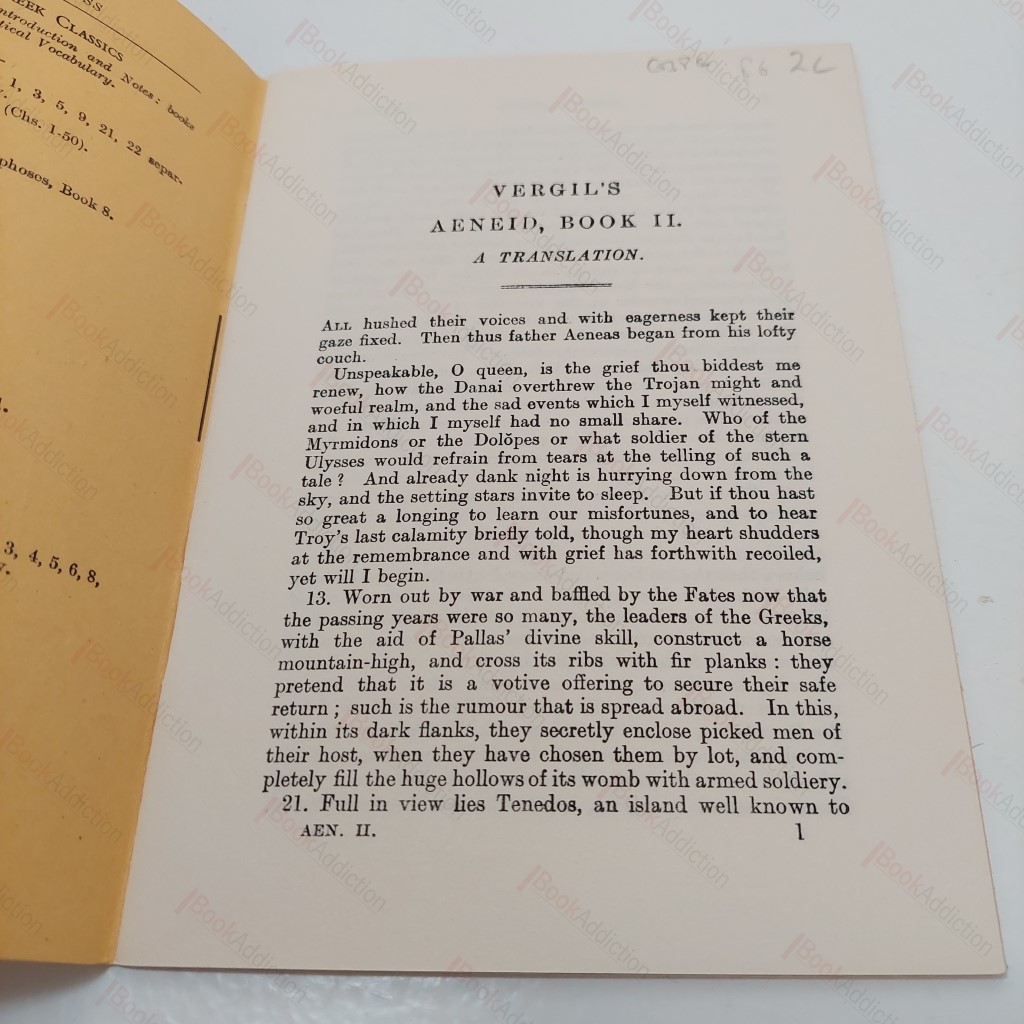 SS
EEK CLASSICS
ntroduction and Notes: books
tical Vocabulary.
1, 3, 5, 9, 21, 22 separ-
(Chs. 1-50).
phoses, Book 8.
3, 4, 5, 6, 8,
2L
VERGIL'S
AENEID, BOOK II.
A TRANSLATION.
ALL hushed their voices and with eagerness kept their
gaze fixed. Then thus father Aeneas began from his lofty
couch.
Unspeakable, O queen, is the grief thou biddest me
renew, how the Danai overthrew the Trojan might and
woeful realm, and the sad events which I myself witnessed,
and in which I myself had no small share. Who of the
Myrmidons or the Dolŏpes or what soldier of the stern
Ulysses would refrain from tears at the telling of such a
tale? And already dank night is hurrying down from the
sky, and the setting stars invite to sleep. But if thou hast
so great a longing to learn our misfortunes, and to hear
Troy's last calamity briefly told, though my heart shudders
at the remembrance and with grief has forthwith recoiled,
yet will I begin.
13. Worn out by war and baffled by the Fates now that
the passing years were so many, the leaders of the Greeks,
with the aid of Pallas' divine skill, construct a horse
mountain-high, and cross its ribs with fir planks: they
pretend that it is a votive offering to secure their safe
return; such is the rumour that is spread abroad. In this,
within its dark flanks, they secretly enclose picked men of
their host, when they have chosen them by lot, and com-
pletely fill the huge hollows of its womb with armed soldiery.
21. Full in view lies Tenedos, an island well known to
AEN. II. 1
BookAddiction